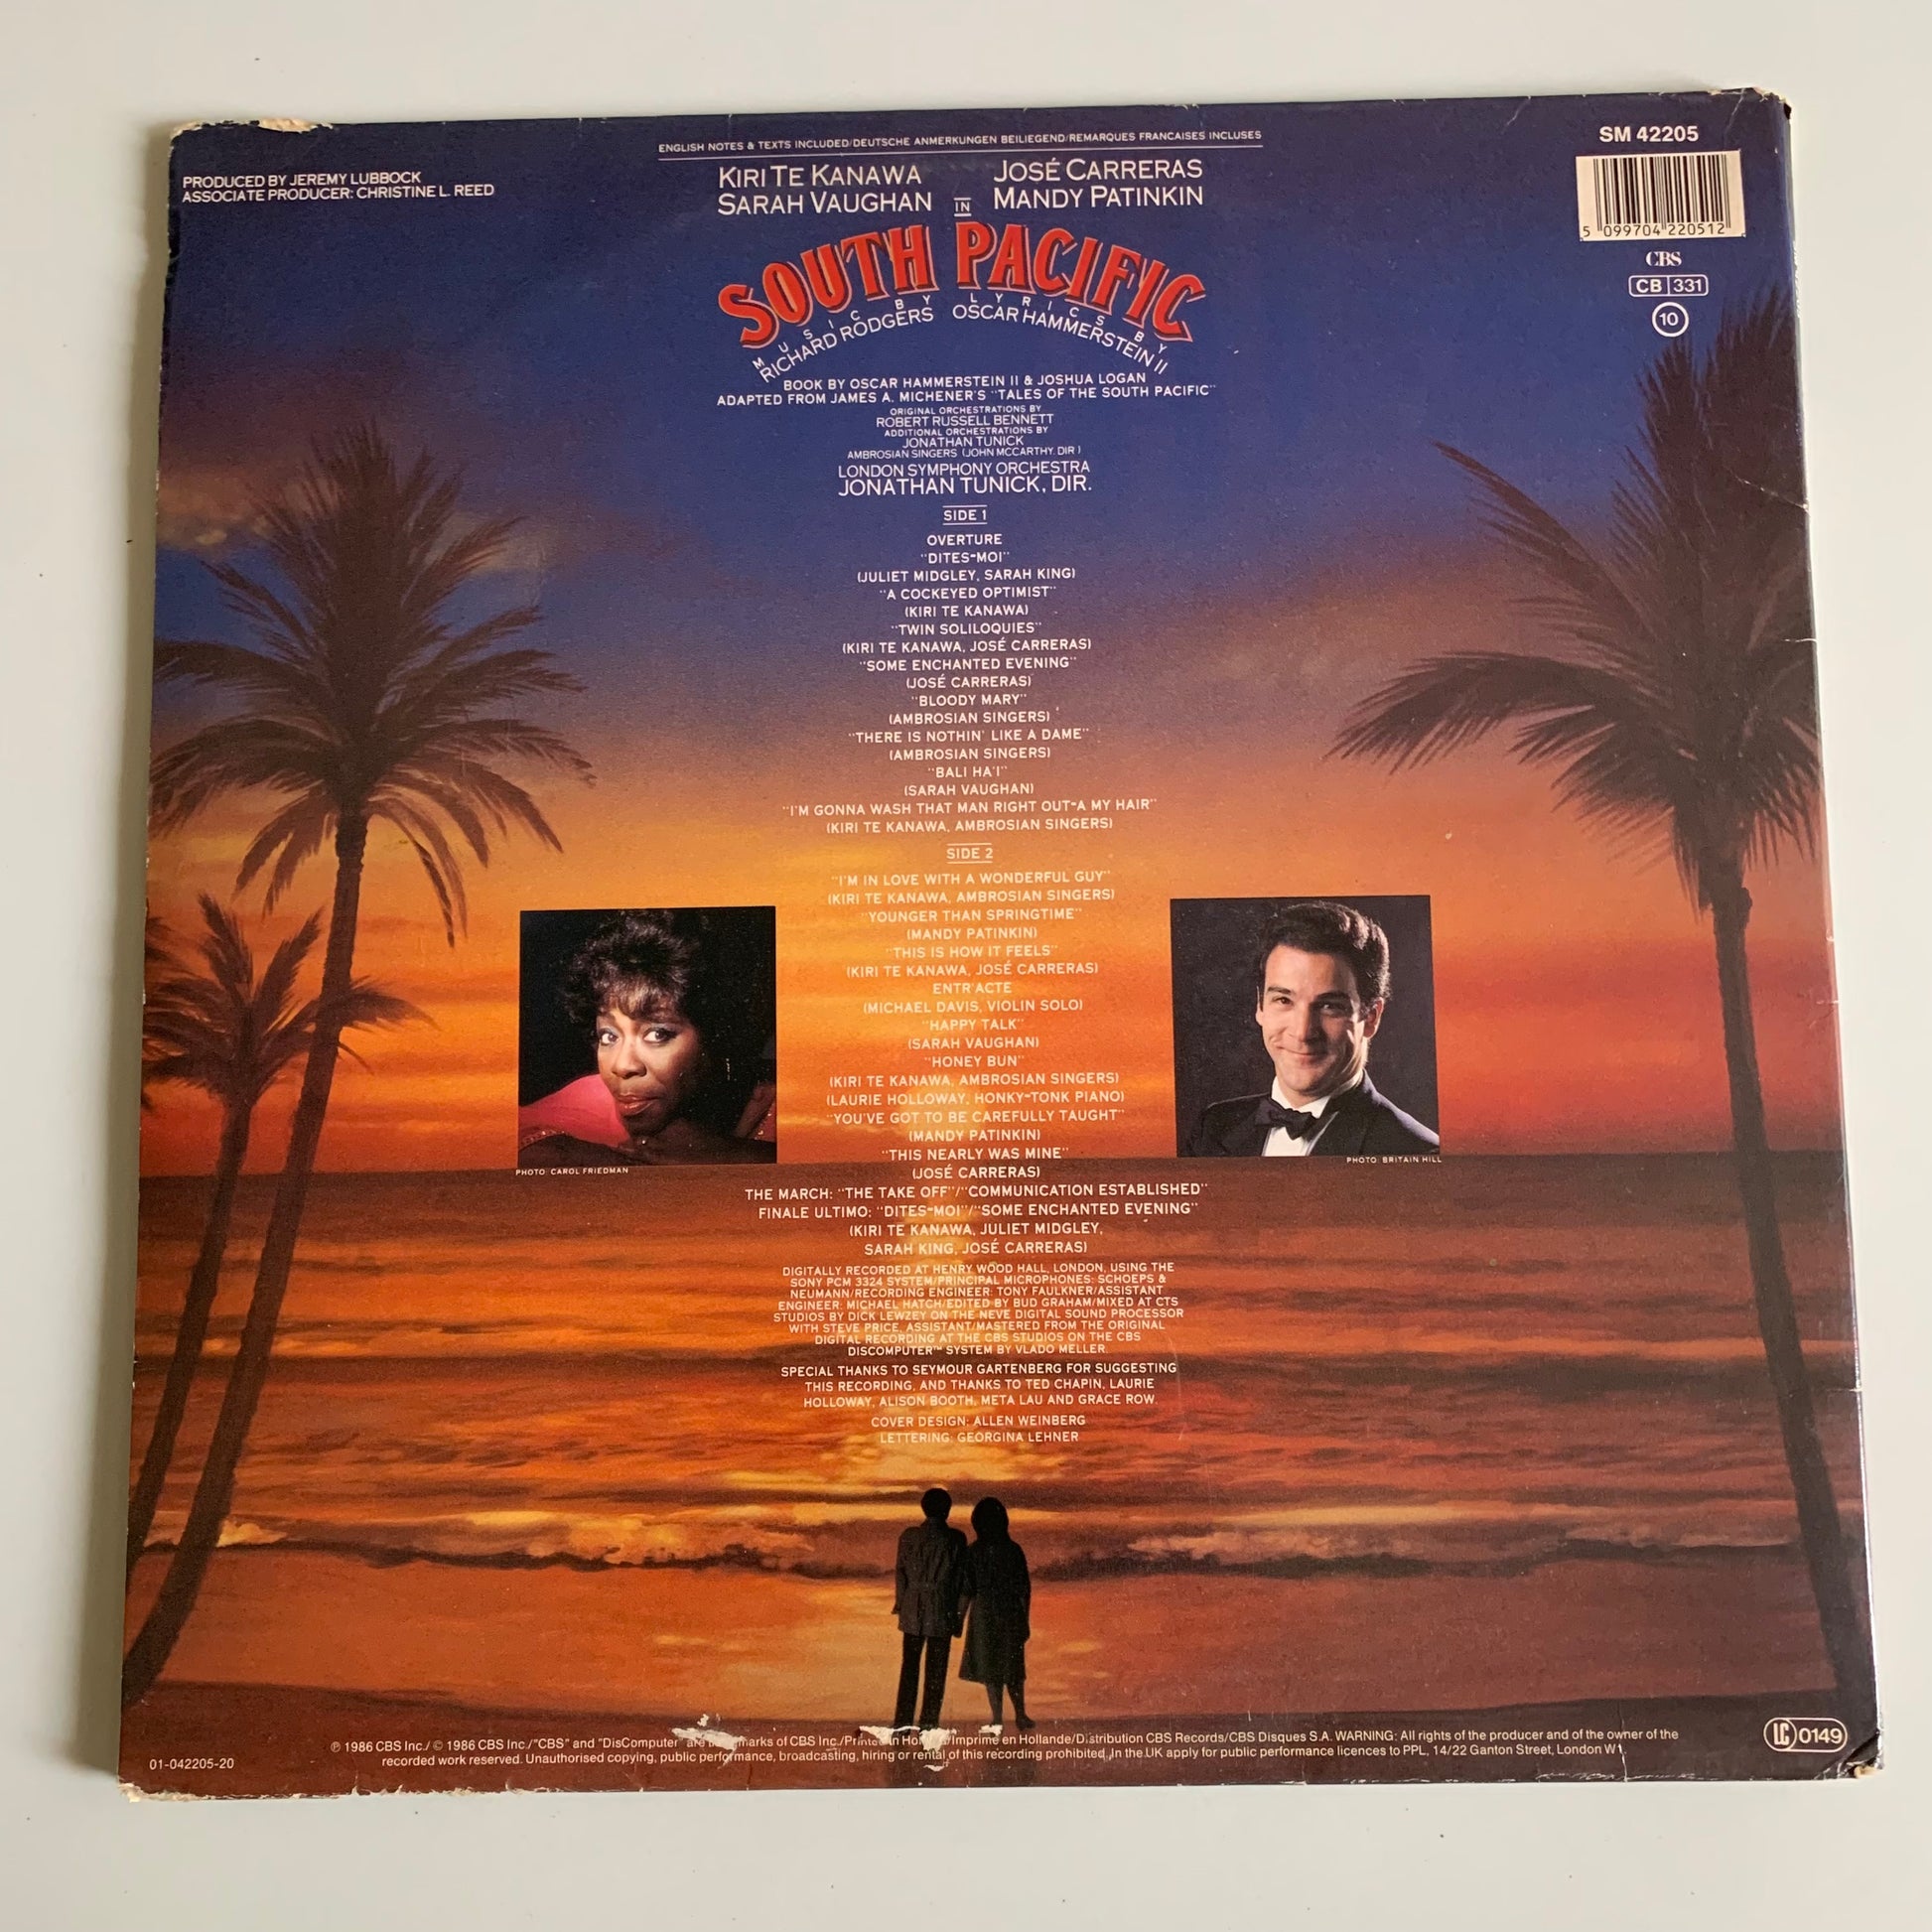 ENGLISH NOTES & TEXTS INCLUDED/DEUTSCHE ANMERKUNGEN BEILIEGEND/REMARQUES FRANCAISES INCLUSES
PRODUCED BY JEREMY LUBBOCK
ASSOCIATE PRODUCER: CHRISTINE L. REED
KIRI TE KANAWA JOSÉ CARRERAS
SARAH VAUGHAN IN MANDY PATINKIN
SOUTH PACIFIC
MUSIC BY LYRICS BY
RICHARD RODGERS OSCAR HAMMERSTEIN II
BOOK BY OSCAR HAMMERSTEIN II & JOSHUA LOGAN
ADAPTED FROM JAMES A. MICHENER'S "TALES OF THE SOUTH PACIFIC"
ORIGINAL ORCHESTRATIONS BY
ROBERT RUSSELL BENNETT
ADDITIONAL ORCHESTRATIONS BY
JONATHAN TUNICK
AMBROSIAN SINGERS (JOHN MCCARTHY, DIR.)
LONDON SYMPHONY ORCHESTRA
JONATHAN TUNICK, DIR.
SM 42205
5 099704 220512
CBS
CB 331
10
SIDE 1
OVERTURE
"DITES-MOI"
(JULIET MIDGLEY, SARAH KING)
"A COCKEYED OPTIMIST"
(KIRI TE KANAWA)
"TWIN SOLILOQUIES"
(KIRI TE KANAWA, JOSÉ CARRERAS)
"SOME ENCHANTED EVENING"
(JOSÉ CARRERAS)
"BLOODY MARY"
(AMBROSIAN SINGERS)
"THERE IS NOTHIN' LIKE A DAME"
(AMBROSIAN SINGERS)
"BALI HA'I"
(SARAH VAUGHAN)
"I'M GONNA WASH THAT MAN RIGHT OUT-A MY HAIR"
(KIRI TE KANAWA, AMBROSIAN SINGERS)
SIDE 2
"I'M IN LOVE WITH A WONDERFUL GUY"
(KIRI TE KANAWA, AMBROSIAN SINGERS)
"YOUNGER THAN SPRINGTIME"
(MANDY PATINKIN)
"THIS IS HOW IT FEELS"
(KIRI TE KANAWA, JOSÉ CARRERAS)
ENTR'ACTE
(MICHAEL DAVIS, VIOLIN SOLO)
"HAPPY TALK"
(SARAH VAUGHAN)
"HONEY BUN"
(KIRI TE KANAWA, AMBROSIAN SINGERS)
(LAURIE HOLLOWAY, HONKY-TONK PIANO)
"YOU'VE GOT TO BE CAREFULLY TAUGHT"
(MANDY PATINKIN)
"THIS NEARLY WAS MINE"
(JOSÉ CARRERAS)
THE MARCH: "THE TAKE OFF"/"COMMUNICATION ESTABLISHED"
FINALE ULTIMO: "DITES-MOI"/"SOME ENCHANTED EVENING"
(KIRI TE KANAWA, JULIET MIDGLEY,
SARAH KING, JOSÉ CARRERAS)
PHOTO: CAROL FRIEDMAN
PHOTO: BRITAIN HILL
DIGITALLY RECORDED AT HENRY WOOD HALL, LONDON, USING THE
SONY PCM 3324 SYSTEM/PRINCIPAL MICROPHONES: SCHOEPS &
NEUMANN/RECORDING ENGINEER: TONY FAULKNER/ASSISTANT
ENGINEER: MICHAEL HATCH/EDITED BY BUD GRAHAM/MIXED AT CTS
STUDIOS BY DICK LEWZEY ON THE NEVE DIGITAL SOUND PROCESSOR
WITH STEVE PRICE, ASSISTANT/MASTERED FROM THE ORIGINAL
DIGITAL RECORDING AT THE CBS STUDIOS ON THE CBS
DISCOMPUTER™ SYSTEM BY VLADO MELLER.
SPECIAL THANKS TO SEYMOUR GARTENBERG FOR SUGGESTING
THIS RECORDING, AND THANKS TO TED CHAPIN, LAURIE
HOLLOWAY, ALISON BOOTH, META LAU AND GRACE ROW.
COVER DESIGN: ALLEN WEINBERG
LETTERING: GEORGINA LEHNER
℗ 1986 CBS Inc./ © 1986 CBS Inc./"CBS" and "DisComputer" are of CBS Inc./Printed in /Imprimé en Hollande/Distribution CBS Records/CBS Disques S.A. WARNING: All rights of the producer and of the owner of the
recorded work reserved. Unauthorised copying, public performance, broadcasting, hiring or rental of this recording prohibited. In the UK apply for public performance licences to PPL, 14/22 Ganton Street, London W1
01-042205-20
LC 0149